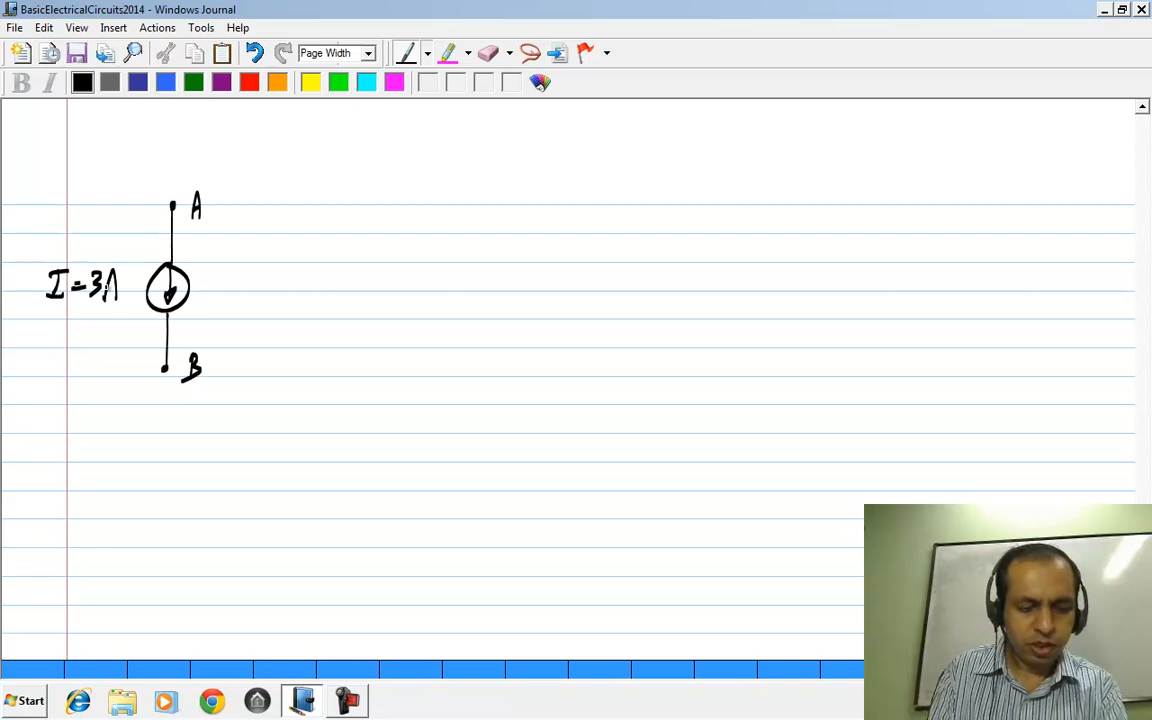 BasicElectricalCircuits2014 - Windows Journal
File Edit View Insert Actions Tools Help
Page Width
B I
A
I = 3A
B
Start